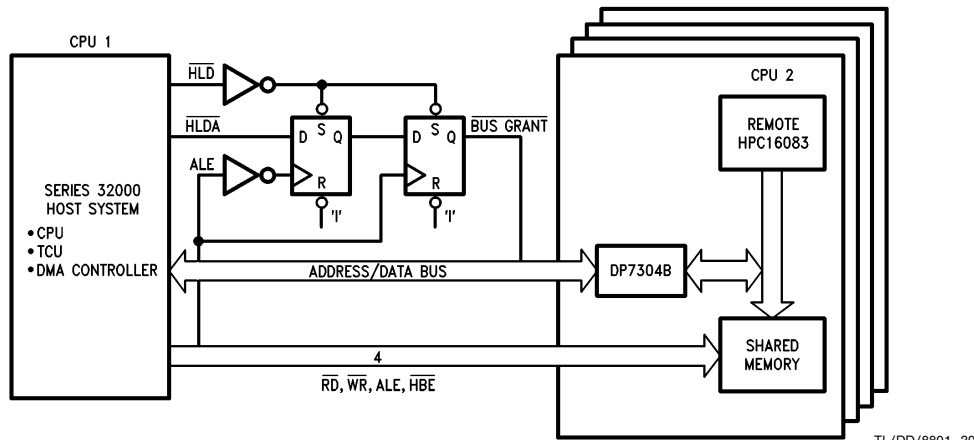 CPU 1
HLD
HLDA
ALE
D
S
Q
R
'1'
D
S
Q
R
'1'
BUS GRANT
SERIES 32000
HOST SYSTEM
• CPU
• TCU
• DMA CONTROLLER
ADDRESS/DATA BUS
4
RD, WR, ALE, HBE
CPU 2
REMOTE
HPC16083
DP7304B
SHARED
MEMORY